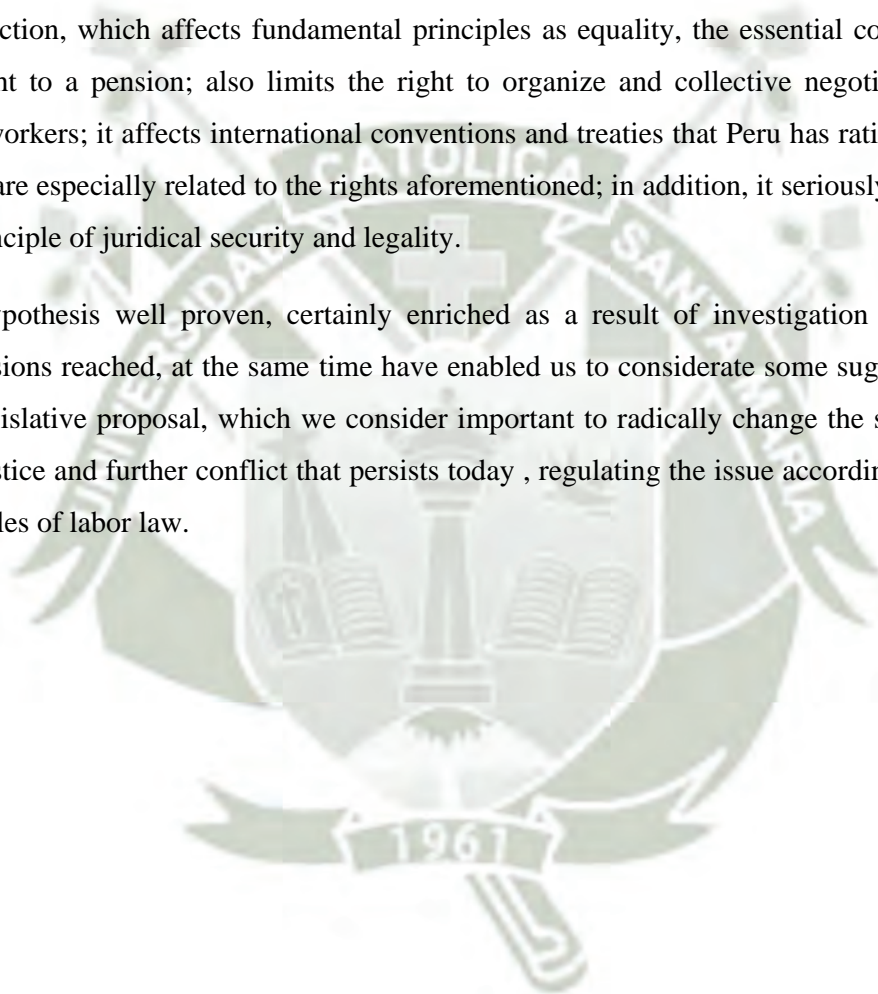 ction, which affects fundamental principles as equality, the essential co
nt to a pension; also limits the right to organize and collective negoti
workers; it affects international conventions and treaties that Peru has rati
are especially related to the rights aforementioned; in addition, it seriously
nciple of juridical security and legality.
ypothesis well proven, certainly enriched as a result of investigation
sions reached, at the same time have enabled us to considerate some sug
islative proposal, which we consider important to radically change the s
stice and further conflict that persists today , regulating the issue accordin
les of labor law.
UNIVERSIDAD CATOLICA SANTA MARIA
1961